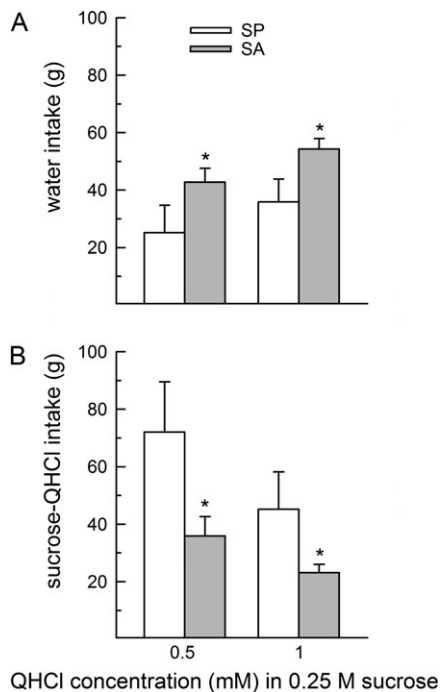 A
SP
SA
water intake (g)
100
80
60
40
20
*
*
B
sucrose-QHCl intake (g)
100
80
60
40
20
*
*
0.5
1
QHCl concentration (mM) in 0.25 M sucrose